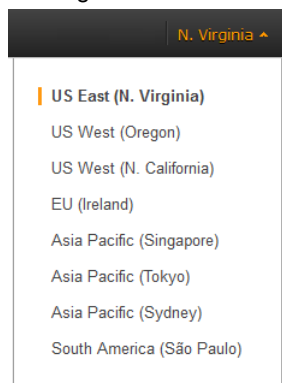 N. Virginia
US East (N. Virginia)
US West (Oregon)
US West (N. California)
EU (Ireland)
Asia Pacific (Singapore)
Asia Pacific (Tokyo)
Asia Pacific (Sydney)
South America (São Paulo)